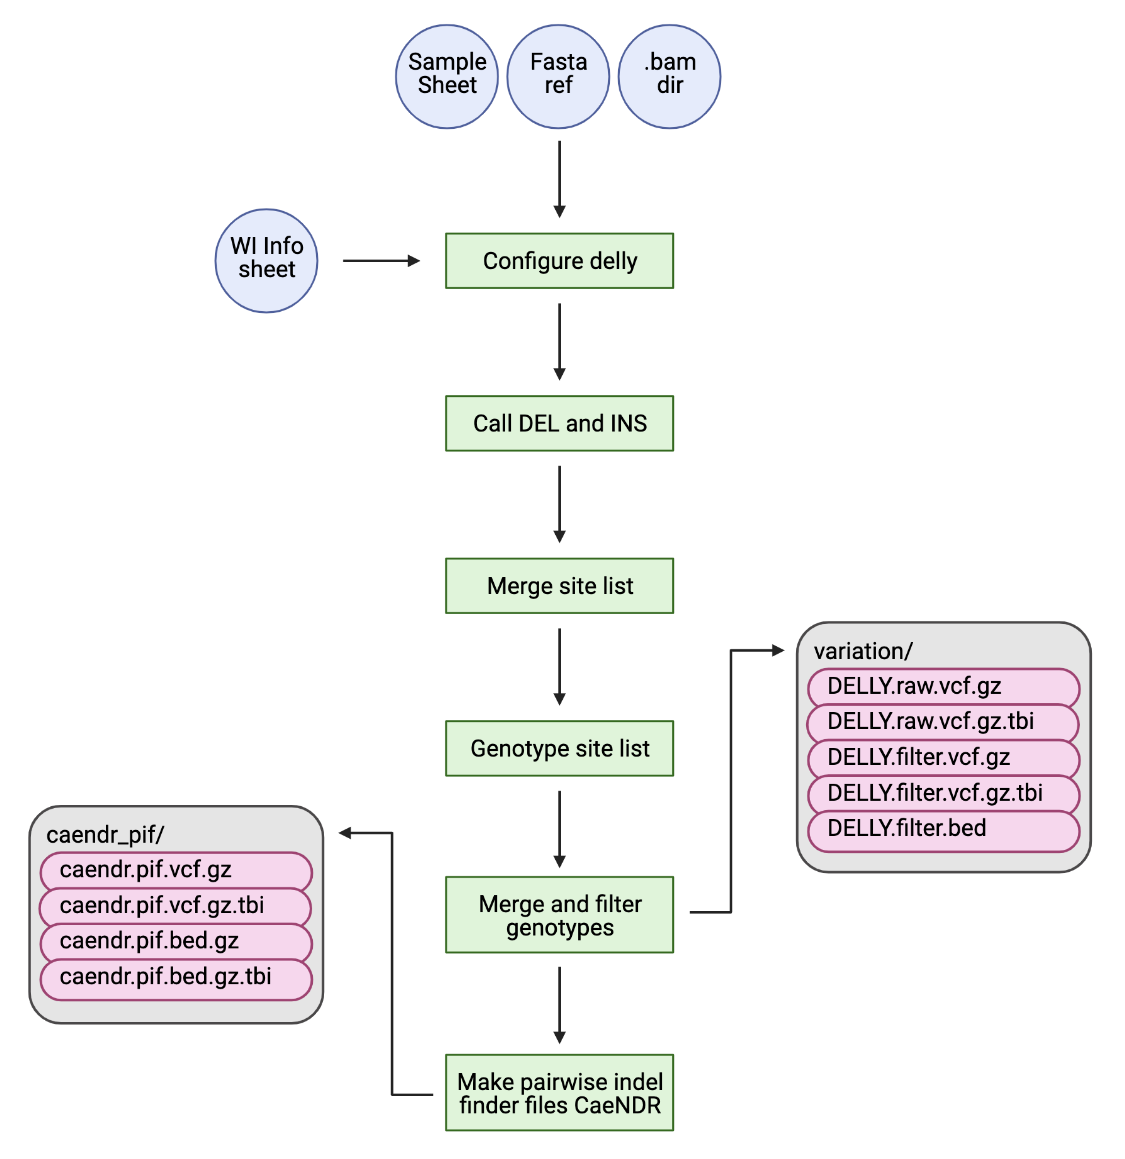 Sample
Sheet
Fasta
ref
.bam
dir
WI Info
sheet
Configure delly
Call DEL and INS
Merge site list
Genotype site list
variation/
DELLY.raw.vcf.gz
DELLY.raw.vcf.gz.tbi
DELLY.filter.vcf.gz
DELLY.filter.vcf.gz.tbi
DELLY.filter.bed
caendr_pif/
caendr.pif.vcf.gz
caendr.pif.vcf.gz.tbi
caendr.pif.bed.gz
caendr.pif.bed.gz.tbi
Merge and filter
genotypes
Make pairwise indel
finder files CaeNDR